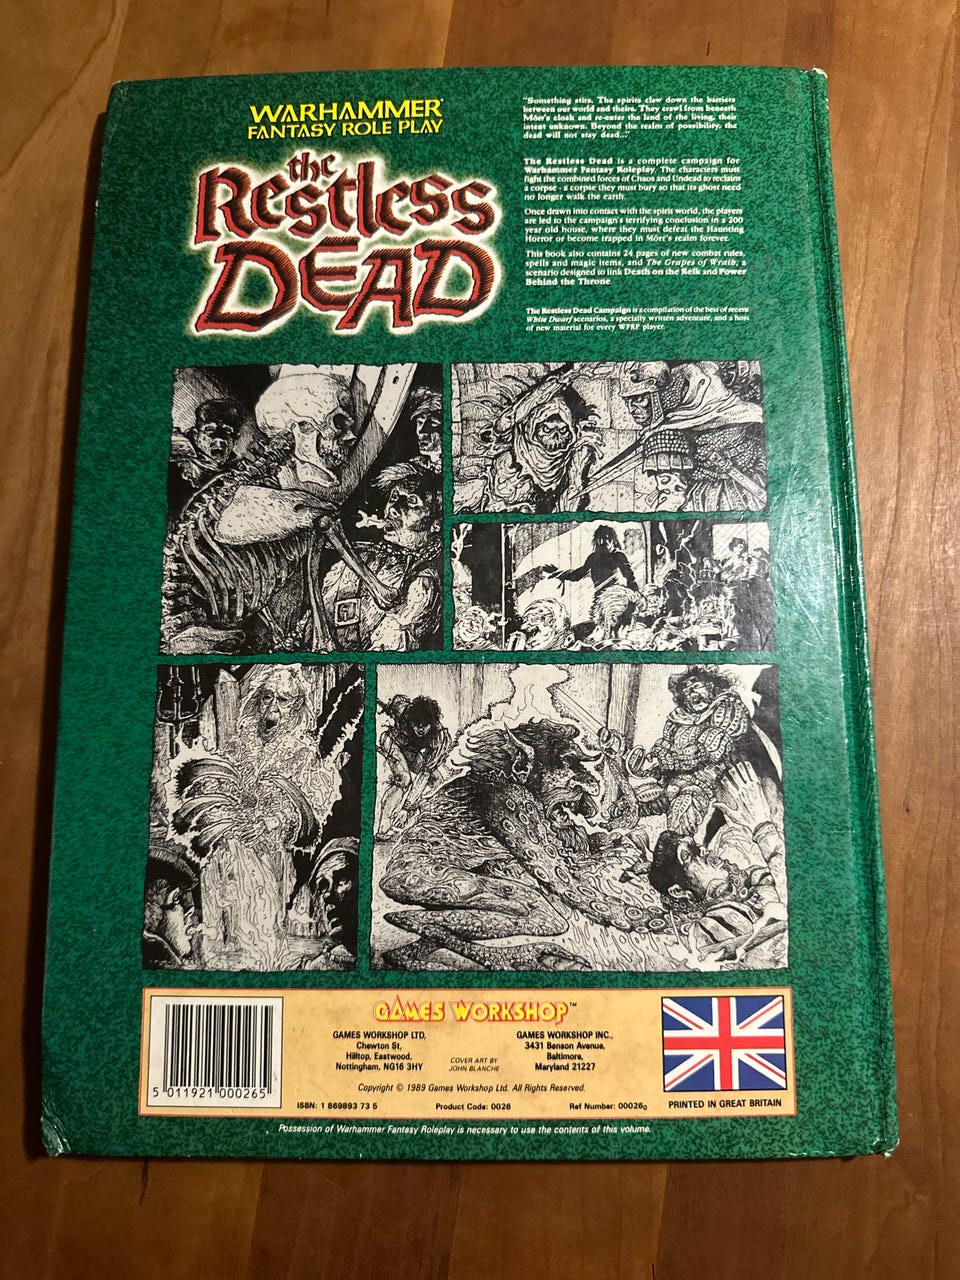 WARHAMMER
FANTASY ROLE PLAY
the
Restless
DEAD
"Something stirs. The spirits claw down the barriers
between our world and theirs. They crawl from beneath
Mórr's cloak and re-enter the land of the living, their
intent unknown. Beyond the realm of possibility, the
dead will not stay dead..."
The Restless Dead is a complete campaign for
Warhammer Fantasy Roleplay. The characters must
fight the combined forces of Chaos and Undead to reclaim
a corpse - a corpse they must bury so that its ghost need
no longer walk the earth.
Once drawn into contact with the spirit world, the players
are led to the campaign's terrifying conclusion in a 200
year old house, where they must defeat the Haunting
Horror or become trapped in Mórr's realm forever.
This book also contains 24 pages of new combat rules,
spells and magic items, and The Grapes of Wrath, a
scenario designed to link Death on the Reik and Power
Behind the Throne.
The Restless Dead Campaign is a compilation of the best of recent
White Dwarf scenarios, a specially written adventure, and a host
of new material for every WFRP player.
GAMES WORKSHOP™
GAMES WORKSHOP LTD,
Chewton St,
Hilltop, Eastwood,
Nottingham, NG16 3HY
COVER ART BY
JOHN BLANCHE
GAMES WORKSHOP INC.,
3431 Benson Avenue,
Baltimore,
Maryland 21227
Copyright © 1989 Games Workshop Ltd. All Rights Reserved.
5 011921 000265
ISBN: 1 869893 73 5 Product Code: 0026 Ref Number: 00026₀
PRINTED IN GREAT BRITAIN
Possession of Warhammer Fantasy Roleplay is necessary to use the contents of this volume.